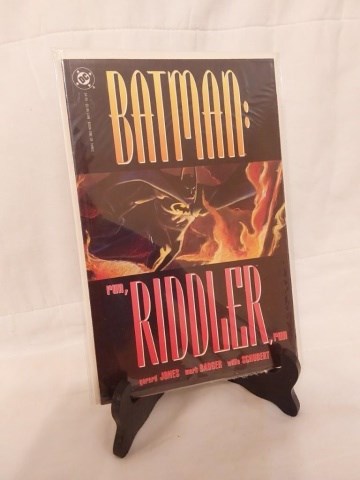 DC
BATMAN:
run,
RIDDLER
, run
gerard JONES mark BADGER willie SCHUBERT